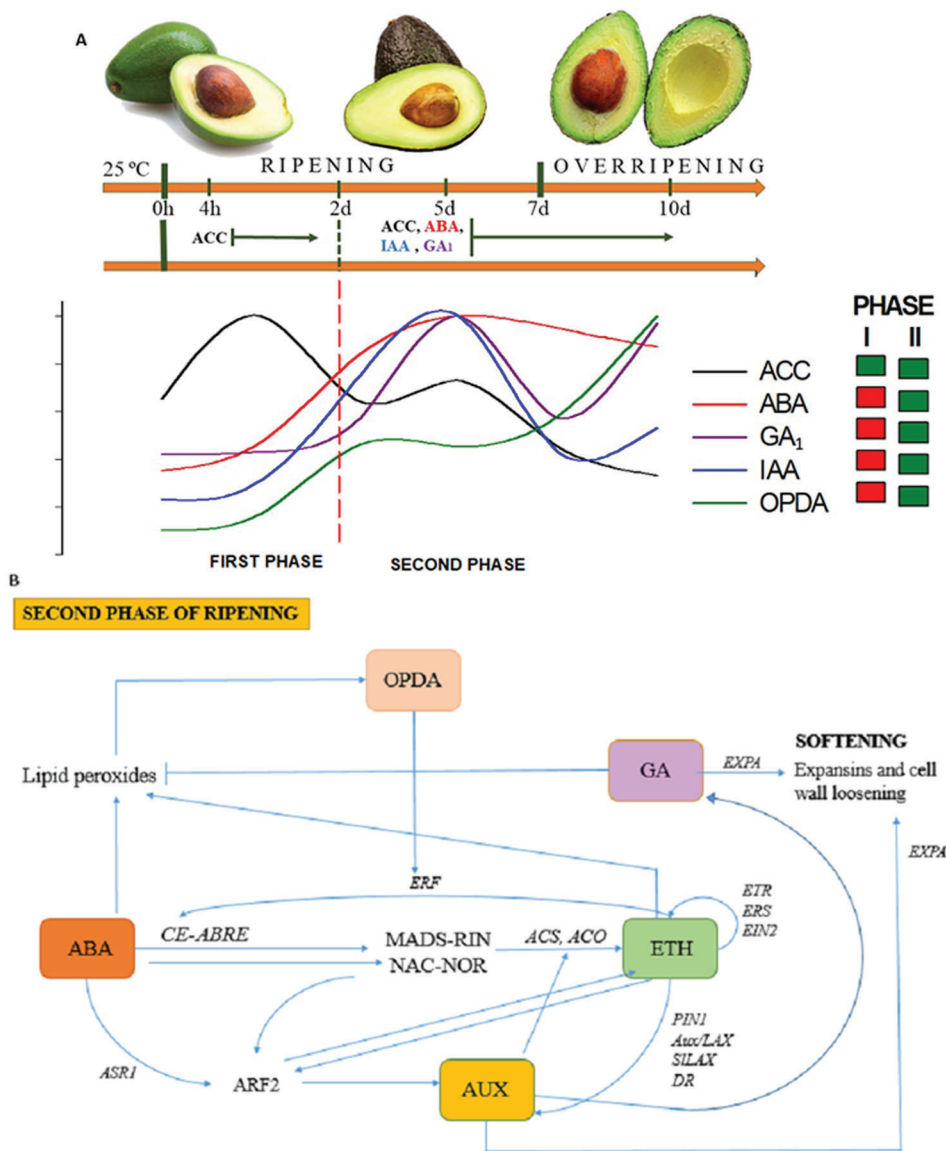 A
25 ºC
RIPENING
OVERRIPENING
0h
4h
2d
5d
7d
10d
ACC
ACC, ABA,
IAA , GA₁
PHASE
I II
ACC
ABA
GA₁
IAA
OPDA
FIRST PHASE
SECOND PHASE
B
SECOND PHASE OF RIPENING
OPDA
Lipid peroxides
GA
EXPA
SOFTENING
Expansins and cell
wall loosening
EXPA
ERF
ETR
ERS
EIN2
ABA
CE-ABRE
MADS-RIN
NAC-NOR
ACS, ACO
ETH
PIN1
Aux/LAX
SlLAX
DR
ASR1
ARF2
AUX